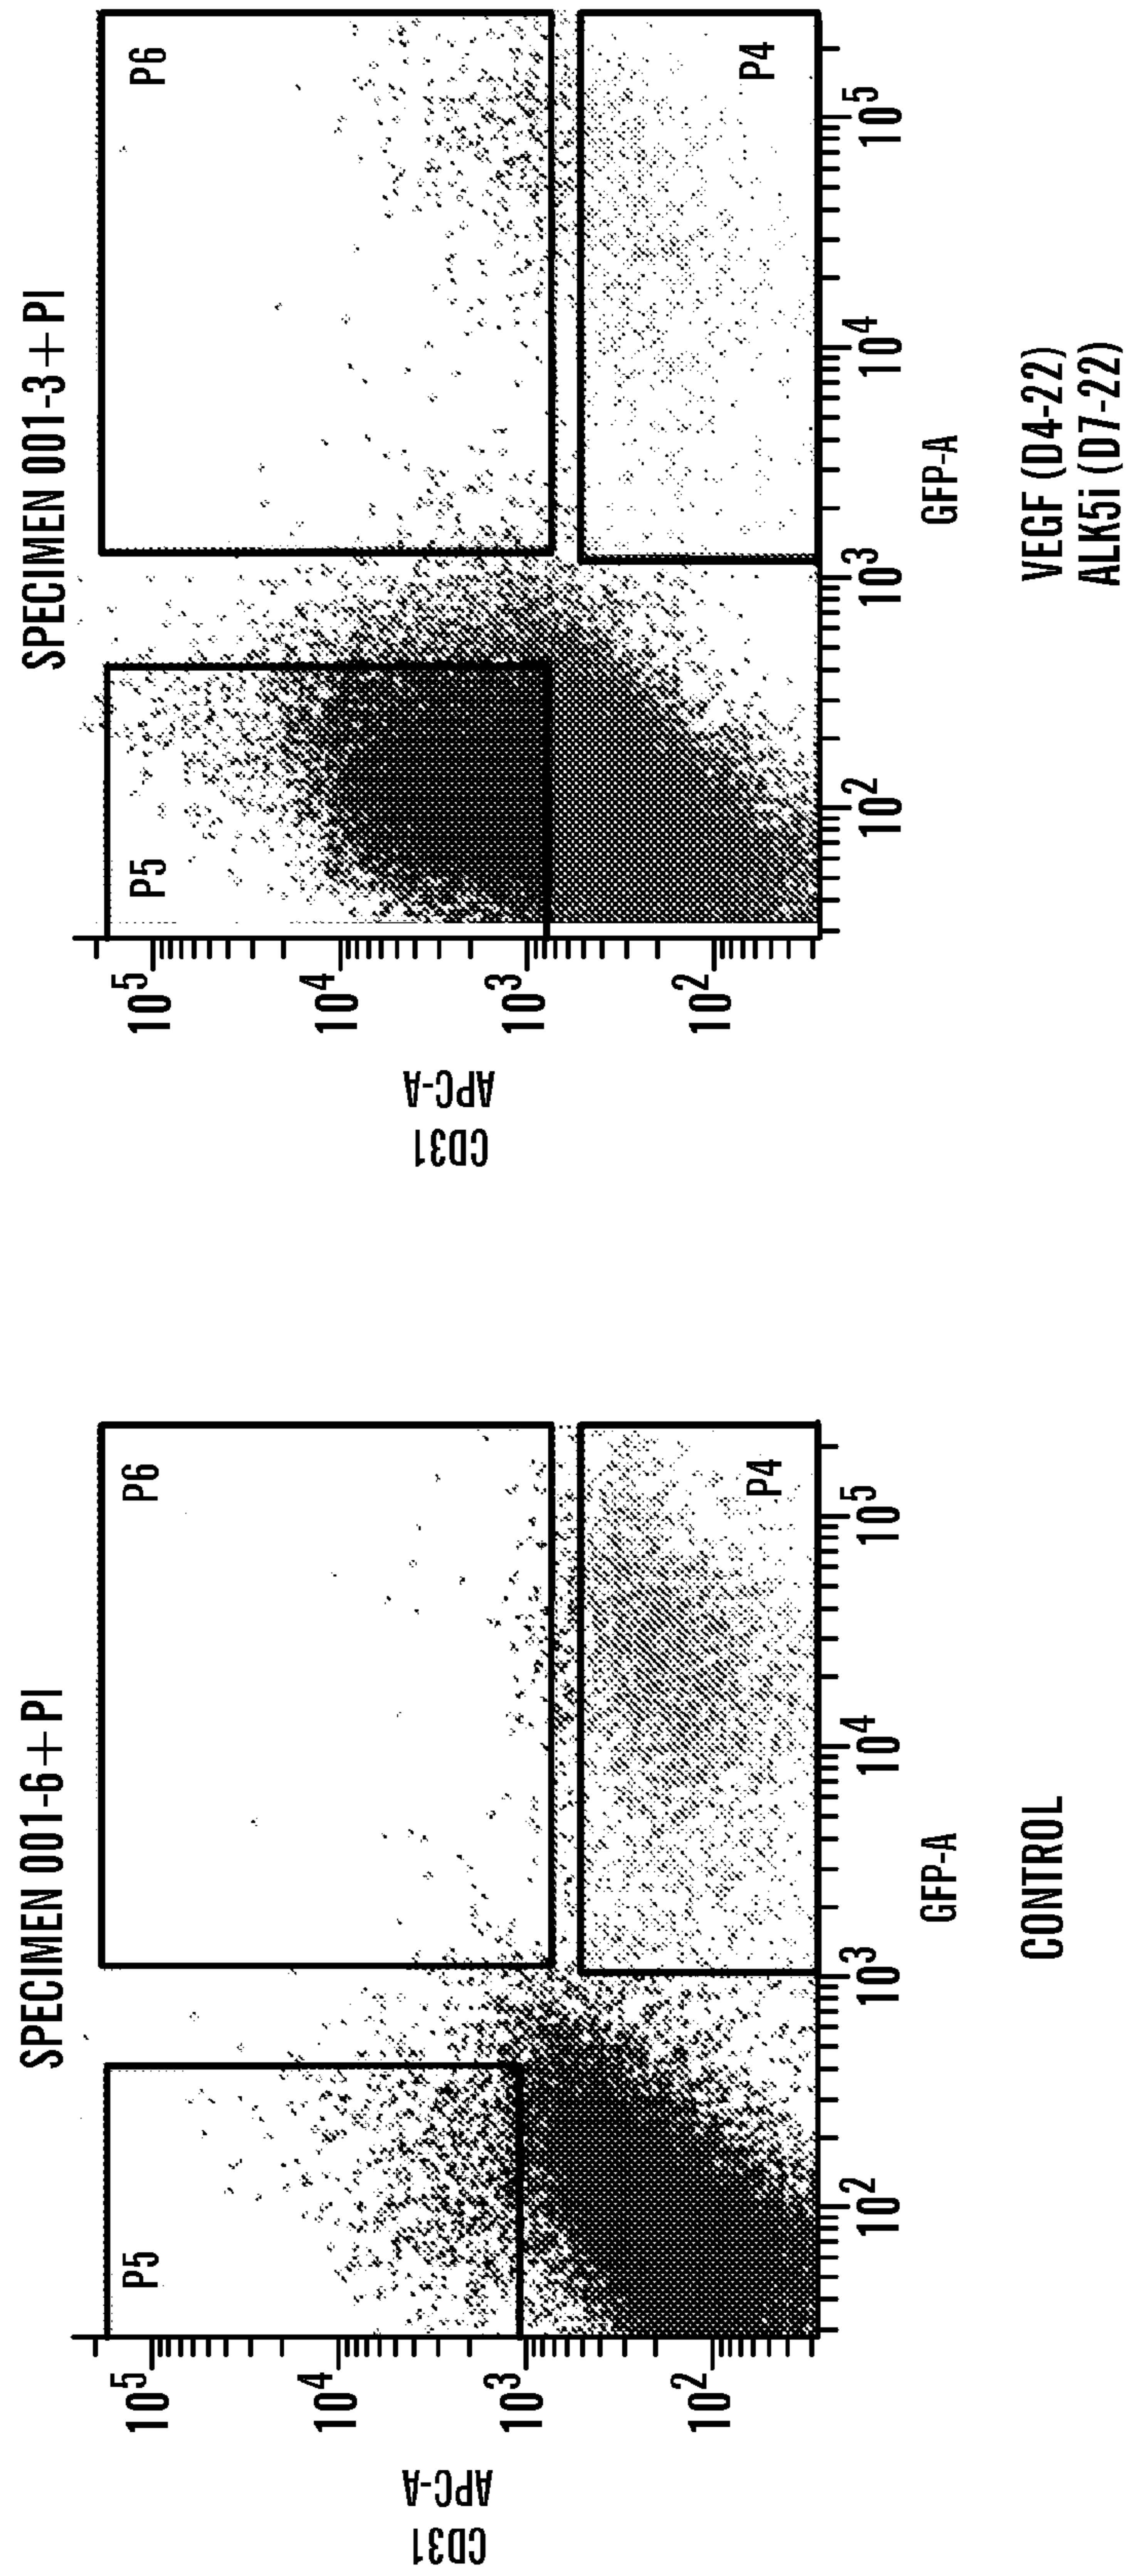 SPECIMEN 001-6+PI
P5
P6
P4
10^5
10^4
10^3
10^2
CD31
APC-A
10^2
10^3
10^4
10^5
GFP-A
CONTROL
SPECIMEN 001-3+PI
P5
P6
P4
10^5
10^4
10^3
10^2
CD31
APC-A
10^2
10^3
10^4
10^5
GFP-A
VEGF (D4-22)
ALK5i (D7-22)